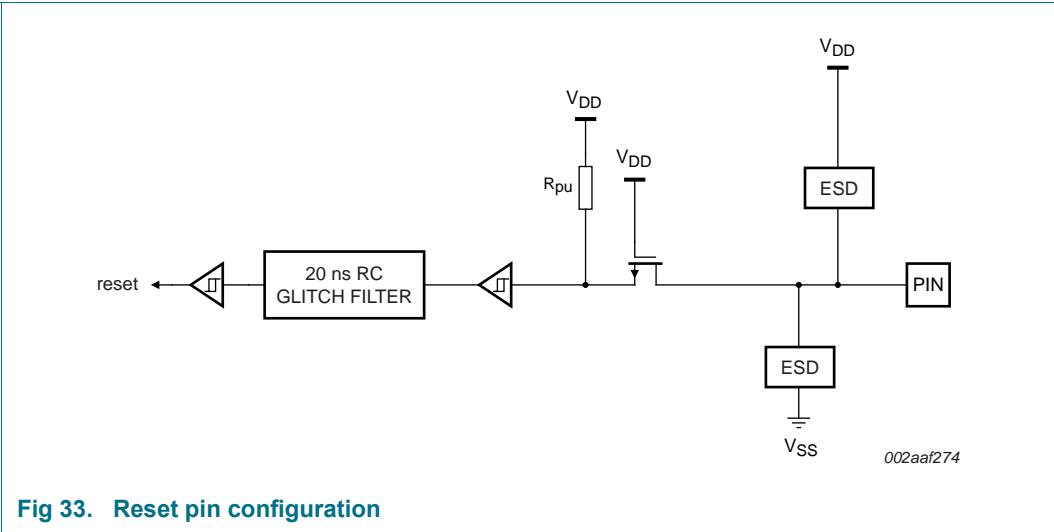 VDD
VDD
VDD
Rpu
ESD
reset
20 ns RC
GLITCH FILTER
PIN
ESD
VSS
002aaf274
Fig 33. Reset pin configuration